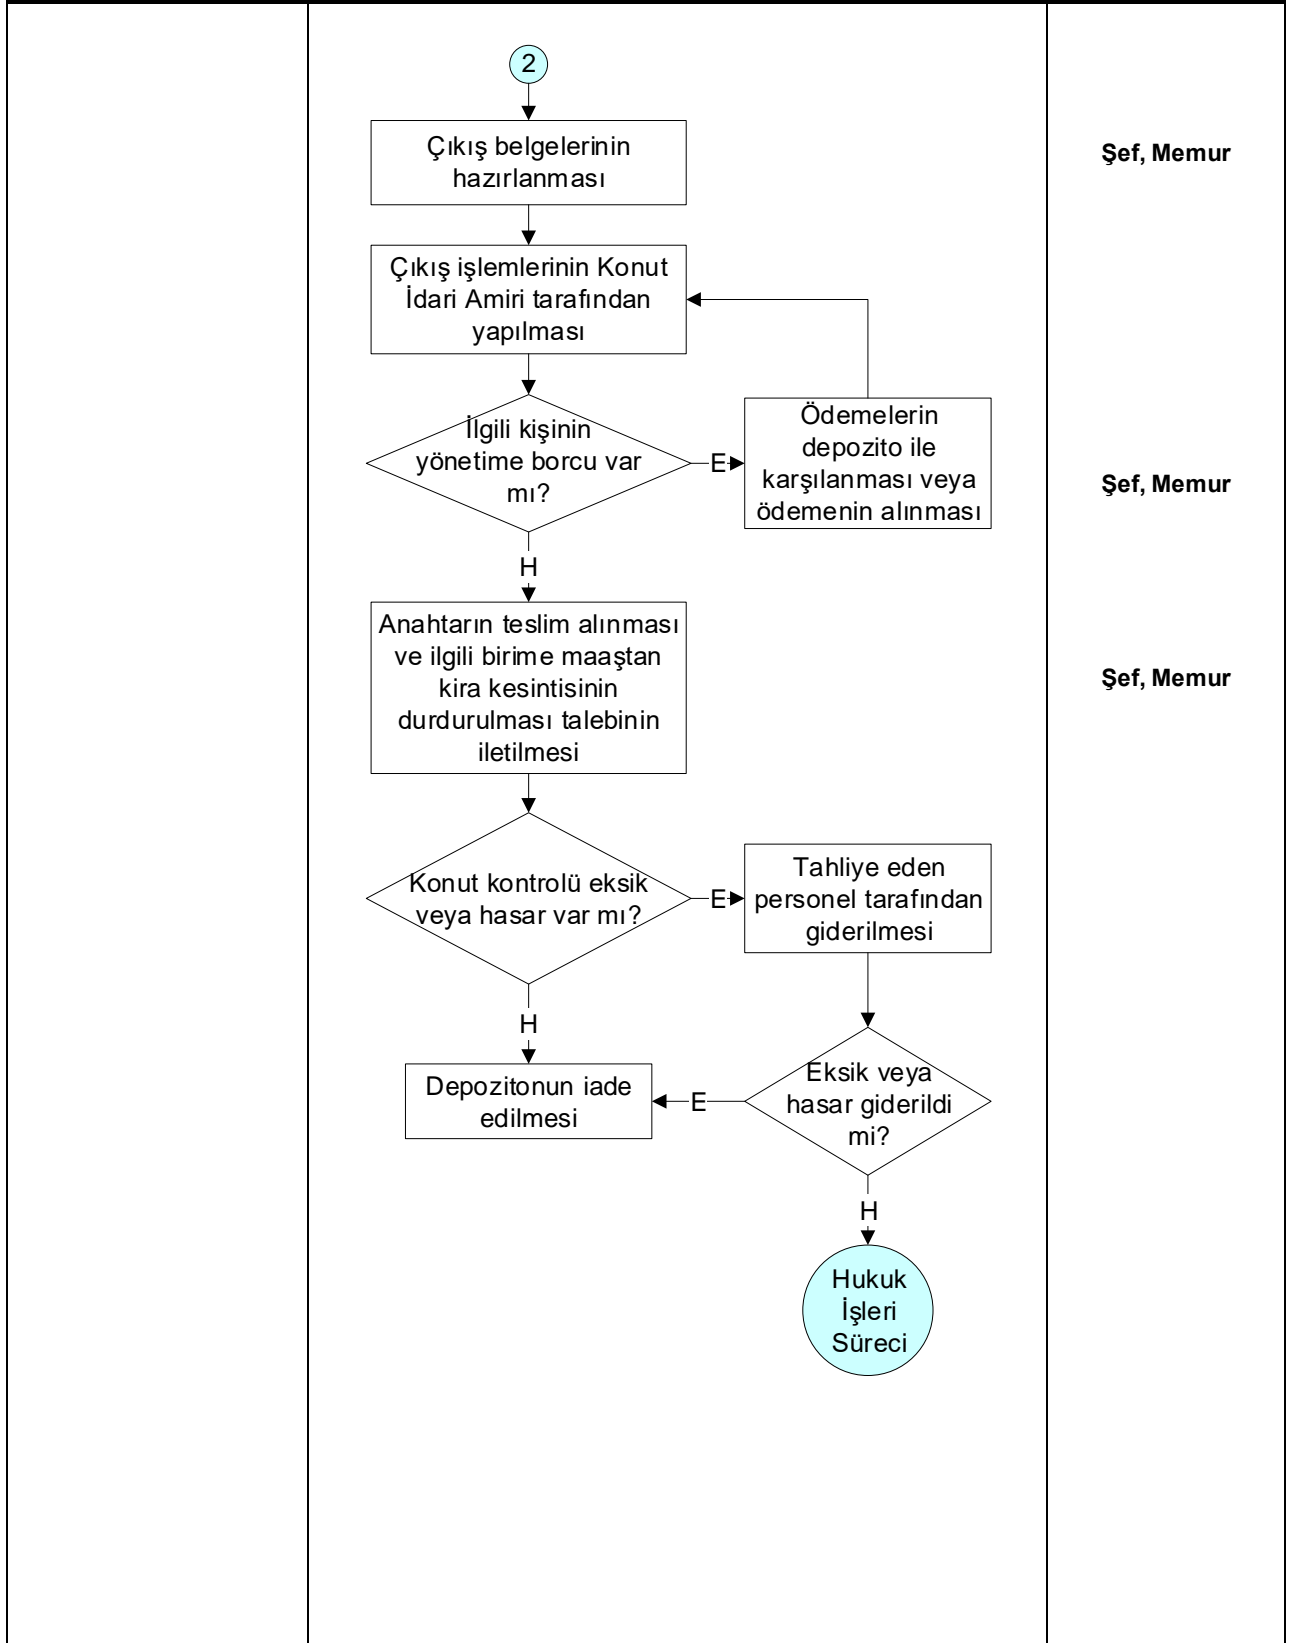 2
Çıkış belgelerinin
hazırlanması
Şef, Memur
Çıkış işlemlerinin Konut
İdari Amiri tarafından
yapılması
İlgili kişinin
yönetime borcu var
mı?
E
Ödemelerin
depozito ile
karşılanması veya
ödemenin alınması
Şef, Memur
H
Anahtarın teslim alınması
ve ilgili birime maaştan
kira kesintisinin
durdurulması talebinin
iletilmesi
Şef, Memur
Konut kontrolü eksik
veya hasar var mı?
E
Tahliye eden
personel tarafından
giderilmesi
H
Depozitonun iade
edilmesi
E
Eksik veya
hasar giderildi
mi?
H
Hukuk
İşleri
Süreci